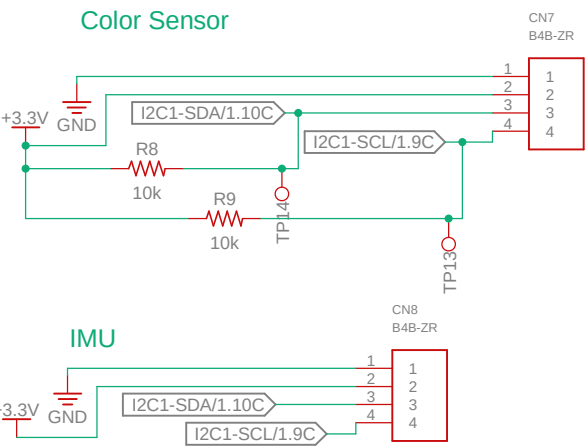 Color Sensor
CN7
B4B-ZR
1
2
3
4
1
2
3
4
+3.3V
GND
I2C1-SDA/1.10C
I2C1-SCL/1.9C
R8
10k
R9
10k
TP14
TP13
CN8
B4B-ZR
IMU
1
2
3
4
1
2
3
4
+3.3V
GND
I2C1-SDA/1.10C
I2C1-SCL/1.9C